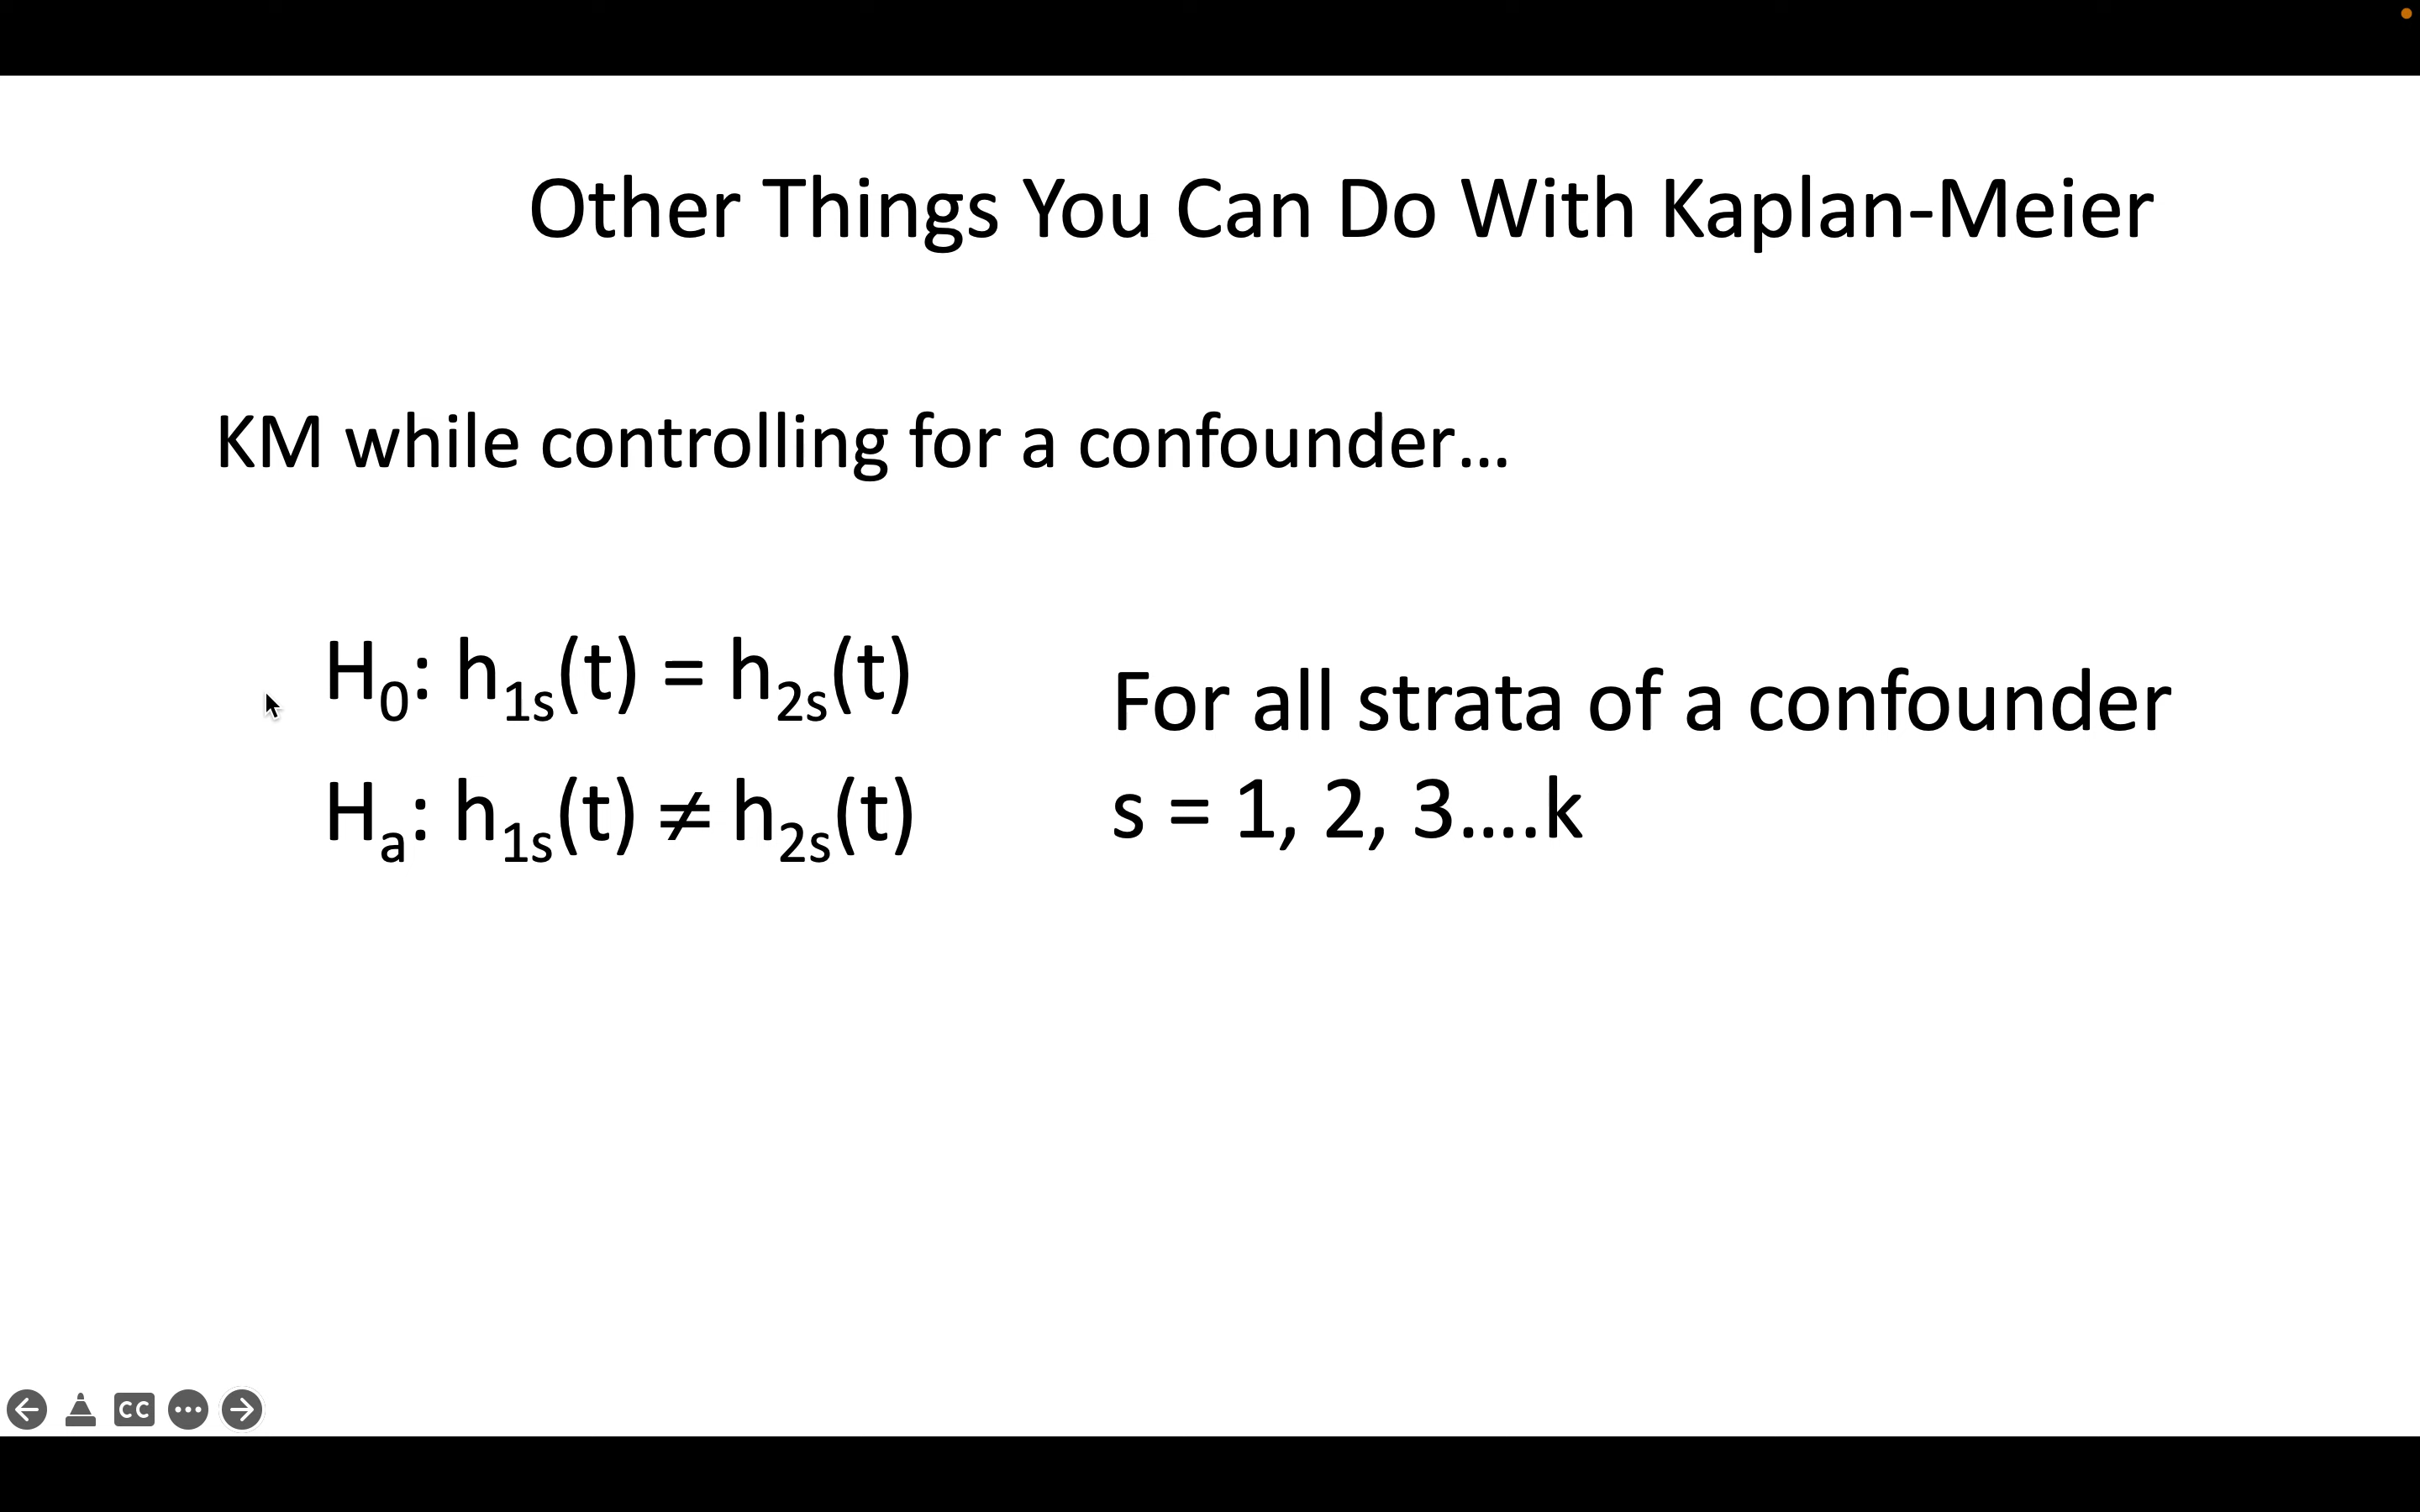 Other Things You Can Do With Kaplan-Meier
KM while controlling for a confounder...
H₀: h₁ₛ(t) = h₂ₛ(t)
Hₐ: h₁ₛ(t) ≠ h₂ₛ(t)
For all strata of a confounder
s = 1, 2, 3....k
CC